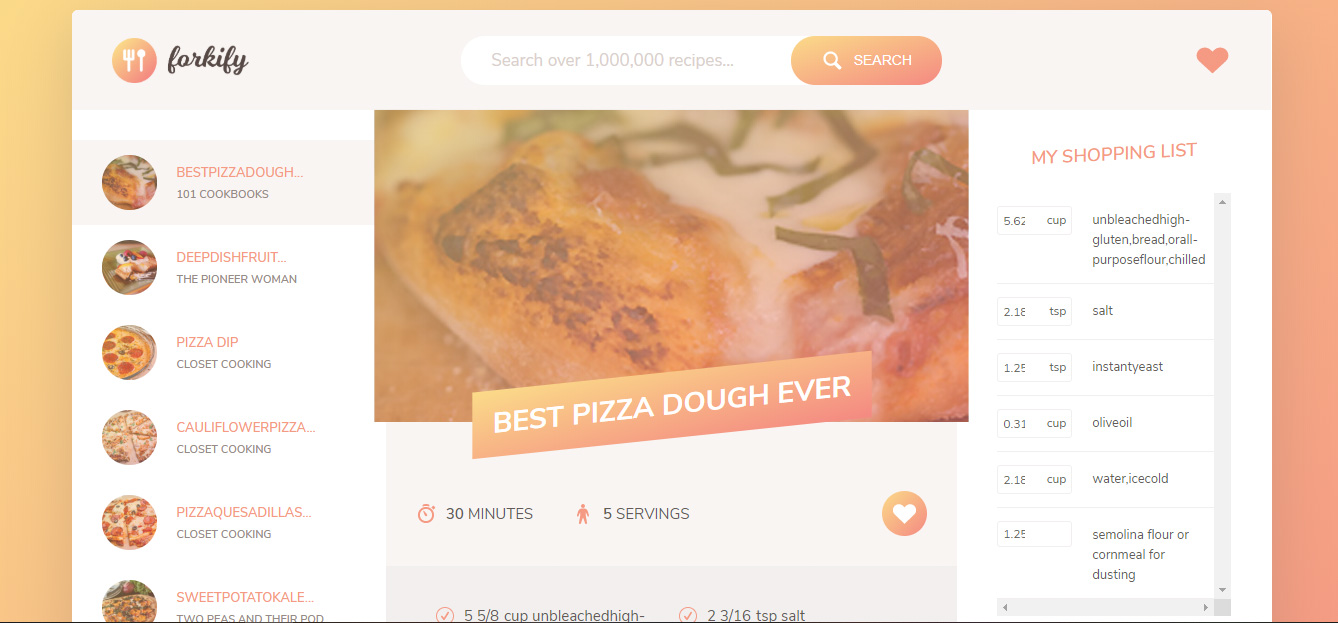 forkify
Search over 1,000,000 recipes...
SEARCH
BESTPIZZADOUGH...
101 COOKBOOKS
DEEPDISHFRUIT...
THE PIONEER WOMAN
PIZZA DIP
CLOSET COOKING
CAULIFLOWERPIZZA...
CLOSET COOKING
PIZZAQUESADILLAS...
CLOSET COOKING
SWEETPOTATOKALE...
TWO PEAS AND THEIR POD
BEST PIZZA DOUGH EVER
30 MINUTES
5 SERVINGS
5 5/8 cup unbleachedhigh-
2 3/16 tsp salt
MY SHOPPING LIST
5.62 cup unbleachedhigh-
gluten,bread,orall-
purposeflour,chilled
2.18 tsp salt
1.25 tsp instantyeast
0.31 cup oliveoil
2.18 cup water,icecold
1.25 semolina flour or
cornmeal for
dusting